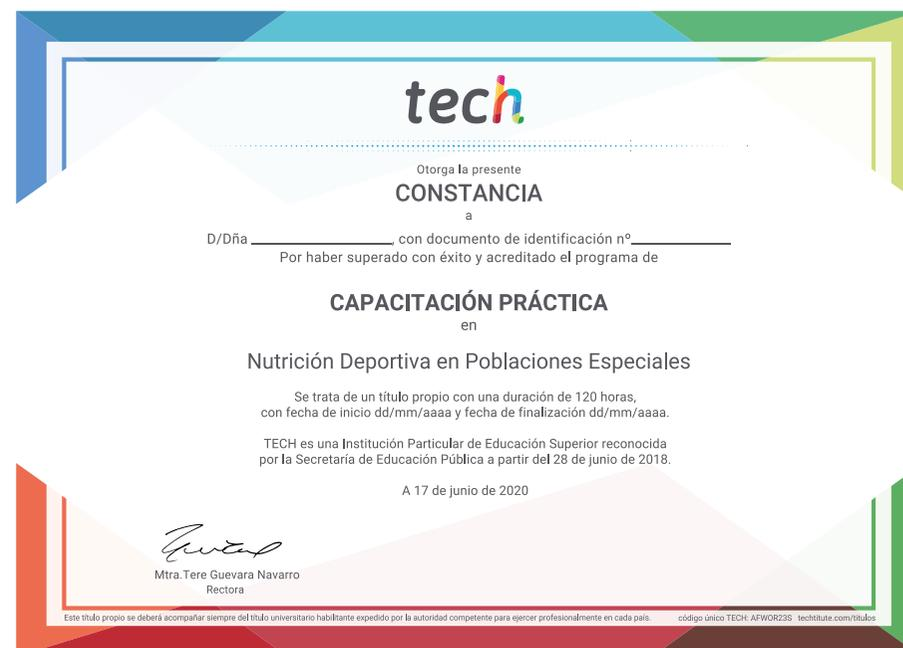 tech
Otorga la presente
CONSTANCIA
a
D/Dña ____________________, con documento de identificación nº______________
Por haber superado con éxito y acreditado el programa de
CAPACITACIÓN PRÁCTICA
en
Nutrición Deportiva en Poblaciones Especiales
Se trata de un título propio con una duración de 120 horas,
con fecha de inicio dd/mm/aaaa y fecha de finalización dd/mm/aaaa.
TECH es una Institución Particular de Educación Superior reconocida
por la Secretaría de Educación Pública a partir del 28 de junio de 2018.
A 17 de junio de 2020
Mtra.Tere Guevara Navarro
Rectora
Este título propio se deberá acompañar siempre del título universitario habilitante expedido por la autoridad competente para ejercer profesionalmente en cada país. código único TECH: AFWOR23S techtitute.com/titulos